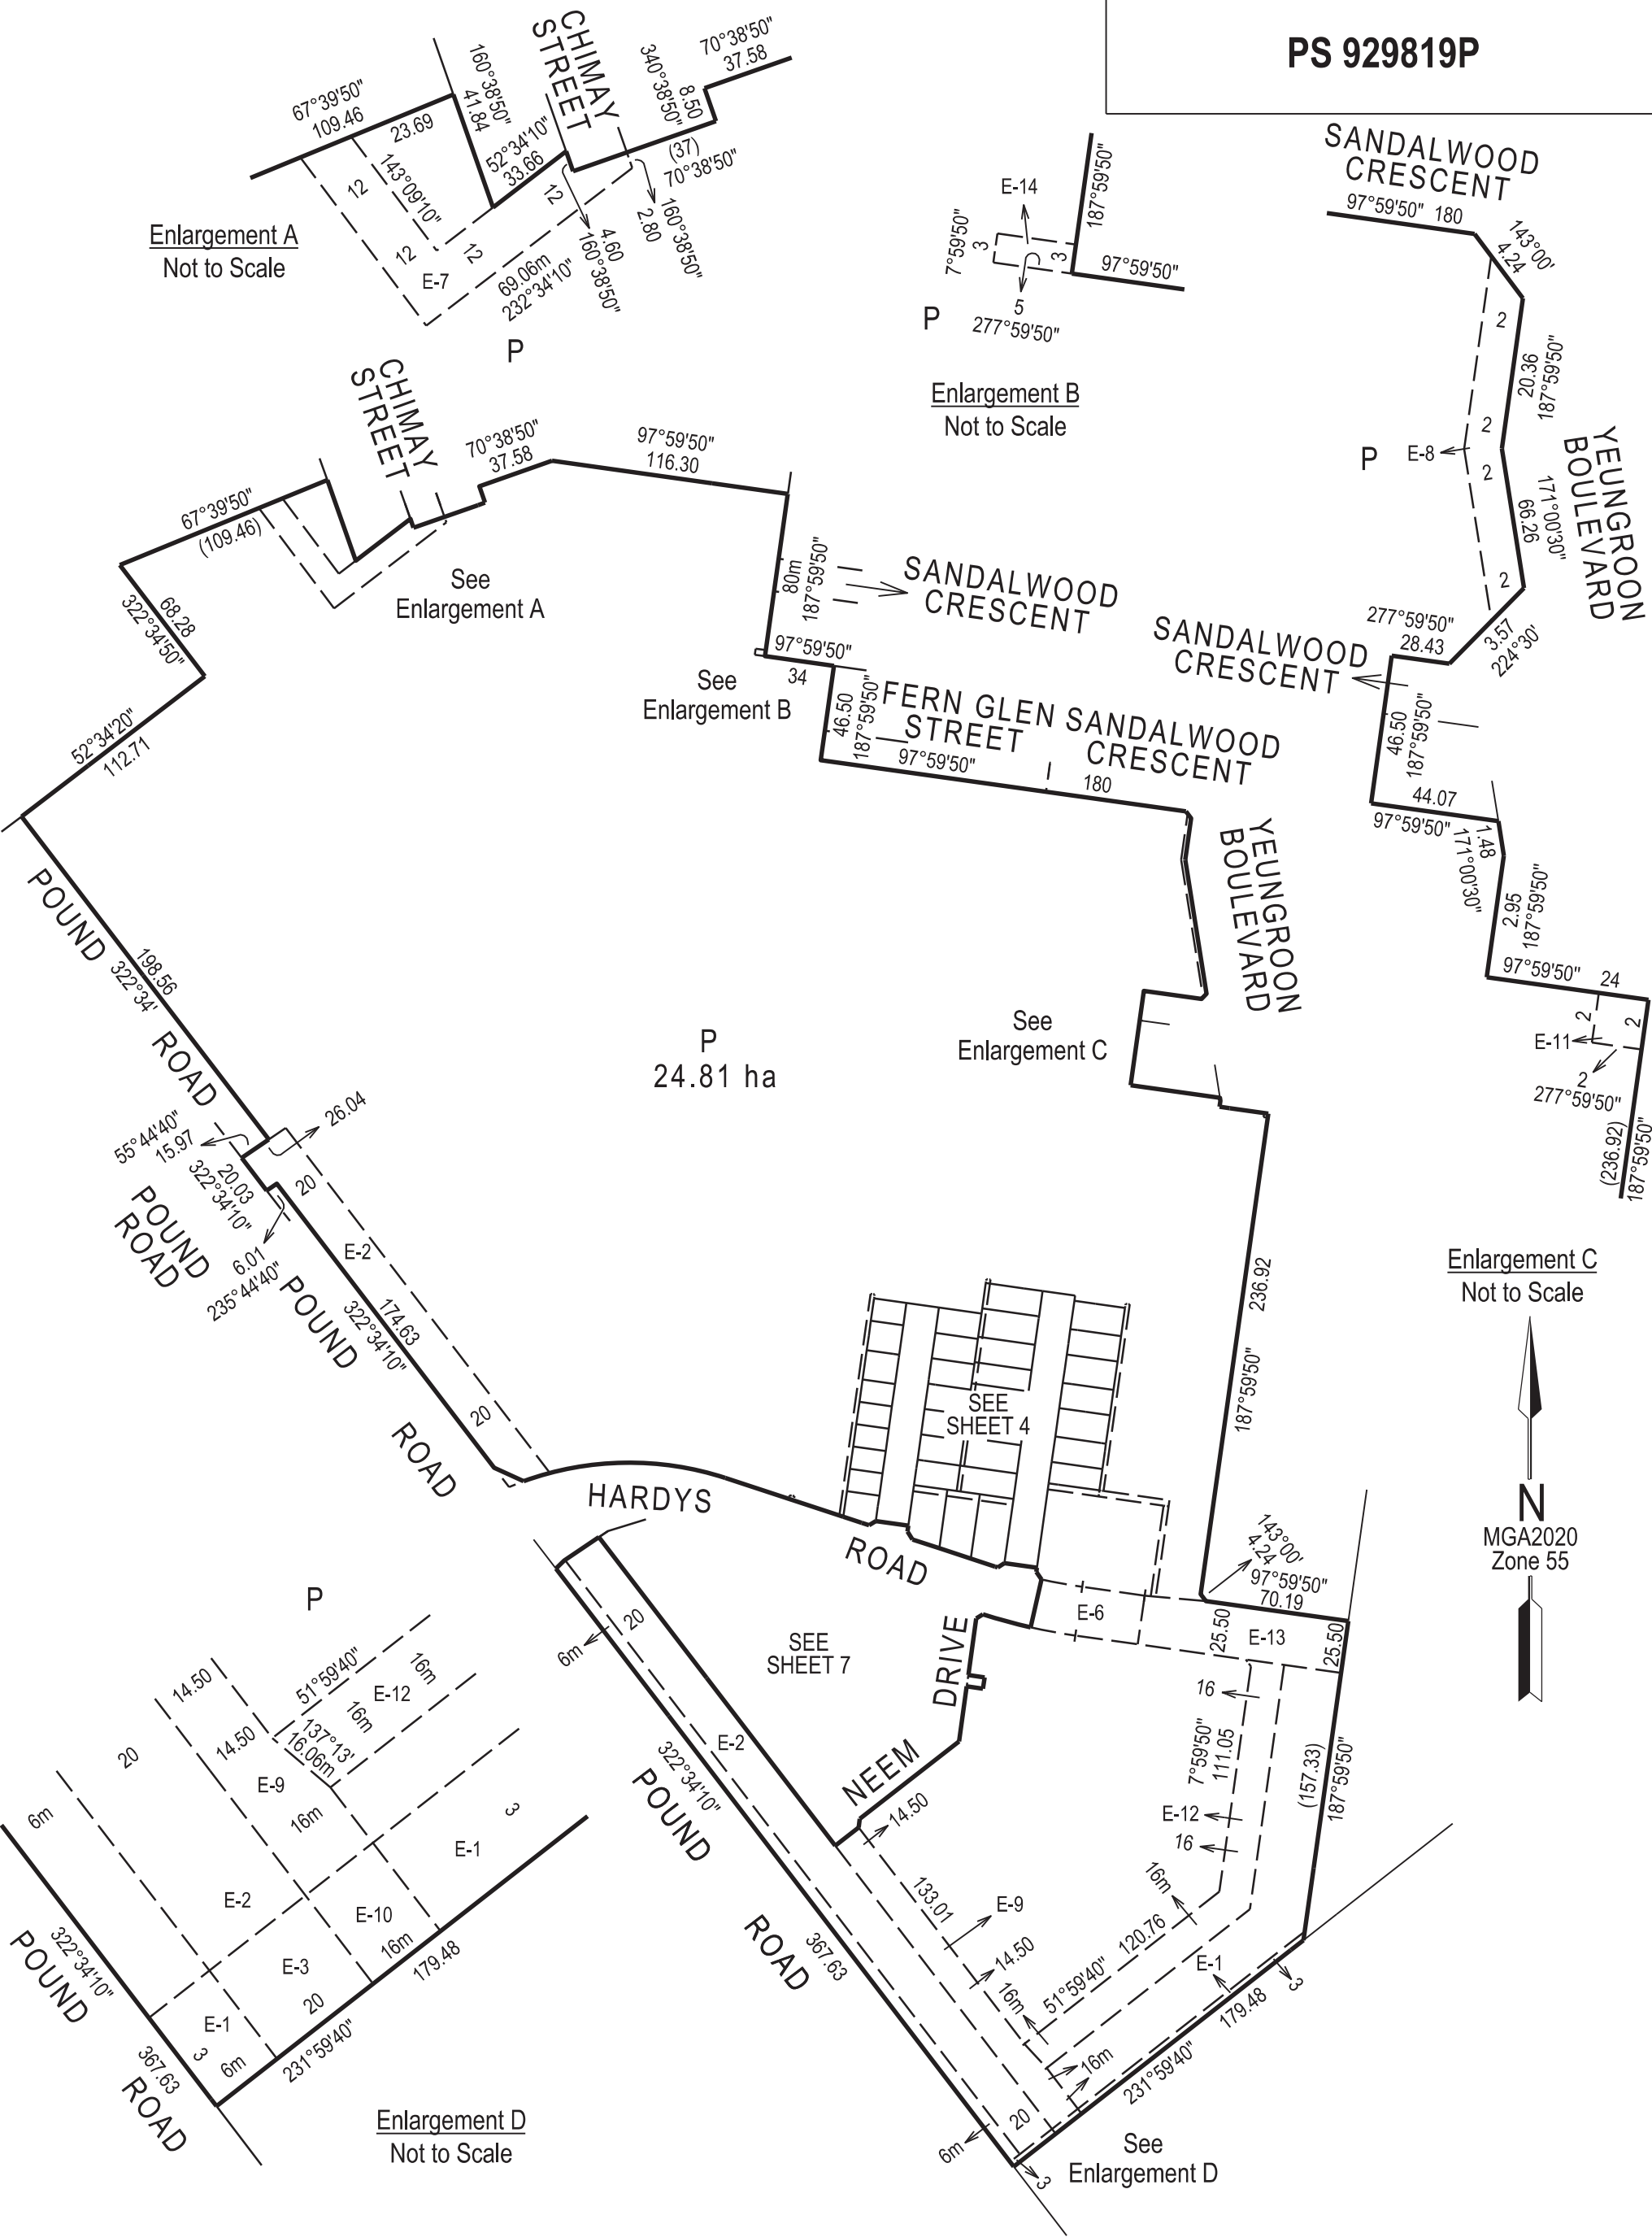 PS 929819P
CHIMAY
STREET
67°39'50"
109.46
23.69
160°38'50"
41.84
143°09'10"
52°34'10"
33.66
340°38'50"
8.50
70°38'50"
37.58
(37)
70°38'50"
12
12
12
12
E-7
69.06m
232°34'10"
4.60
160°38'50"
2.80
160°38'50"
Enlargement A
Not to Scale
P
E-14
187°59'50"
7°59'50"
3
3
97°59'50"
5
277°59'50"
P
Enlargement B
Not to Scale
SANDALWOOD
CRESCENT
97°59'50" 180
143°00'
4.24
2
20.36
187°59'50"
2
P
E-8
2
171°00'30"
66.26
2
YEUNGROON
BOULEVARD
277°59'50"
28.43
3.57
224°30'
SANDALWOOD
CRESCENT
46.50
187°59'50"
44.07
97°59'50"
1.48
171°00'30"
2.95
187°59'50"
97°59'50" 24
2
2
E-11
2
277°59'50"
(236.92)
187°59'50"
Enlargement C
Not to Scale
N
MGA2020
Zone 55
CHIMAY
STREET
67°39'50"
(109.46)
70°38'50"
37.58
97°59'50"
116.30
See
Enlargement A
68.28
322°34'50"
52°34'20"
112.71
80m
187°59'50"
SANDALWOOD
CRESCENT
97°59'50"
34
See
Enlargement B
46.50
187°59'50"
FERN GLEN
STREET
SANDALWOOD
CRESCENT
97°59'50"
180
YEUNGROON
BOULEVARD
POUND
198.56
322°34'
ROAD
P
24.81 ha
See
Enlargement C
55°44'40"
15.97
26.04
20.03
322°34'10"
20
POUND
ROAD
6.01
235°44'40"
E-2
POUND
174.63
322°34'10"
20
ROAD
236.92
187°59'50"
SEE
SHEET 4
HARDYS
ROAD
143°00'
4.24
97°59'50"
70.19
E-6
25.50
E-13
25.50
P
20
6m
SEE
SHEET 7
DRIVE
NEEM
E-2
322°34'10"
POUND
14.50
16
7°59'50"
111.05
E-12
16
(157.33)
187°59'50"
133.01
E-9
16m
14.50
51°59'40" 120.76
16m
E-1
3
ROAD
367.63
16m
179.48
231°59'40"
20
6m
3
See
Enlargement D
14.50
51°59'40"
16m
E-12
16m
137°13'
16.06m
20
14.50
E-9
6m
16m
3
E-1
E-2
E-10
16m
179.48
322°34'10"
POUND
E-3
20
E-1
3
6m
231°59'40"
367.63
ROAD
Enlargement D
Not to Scale